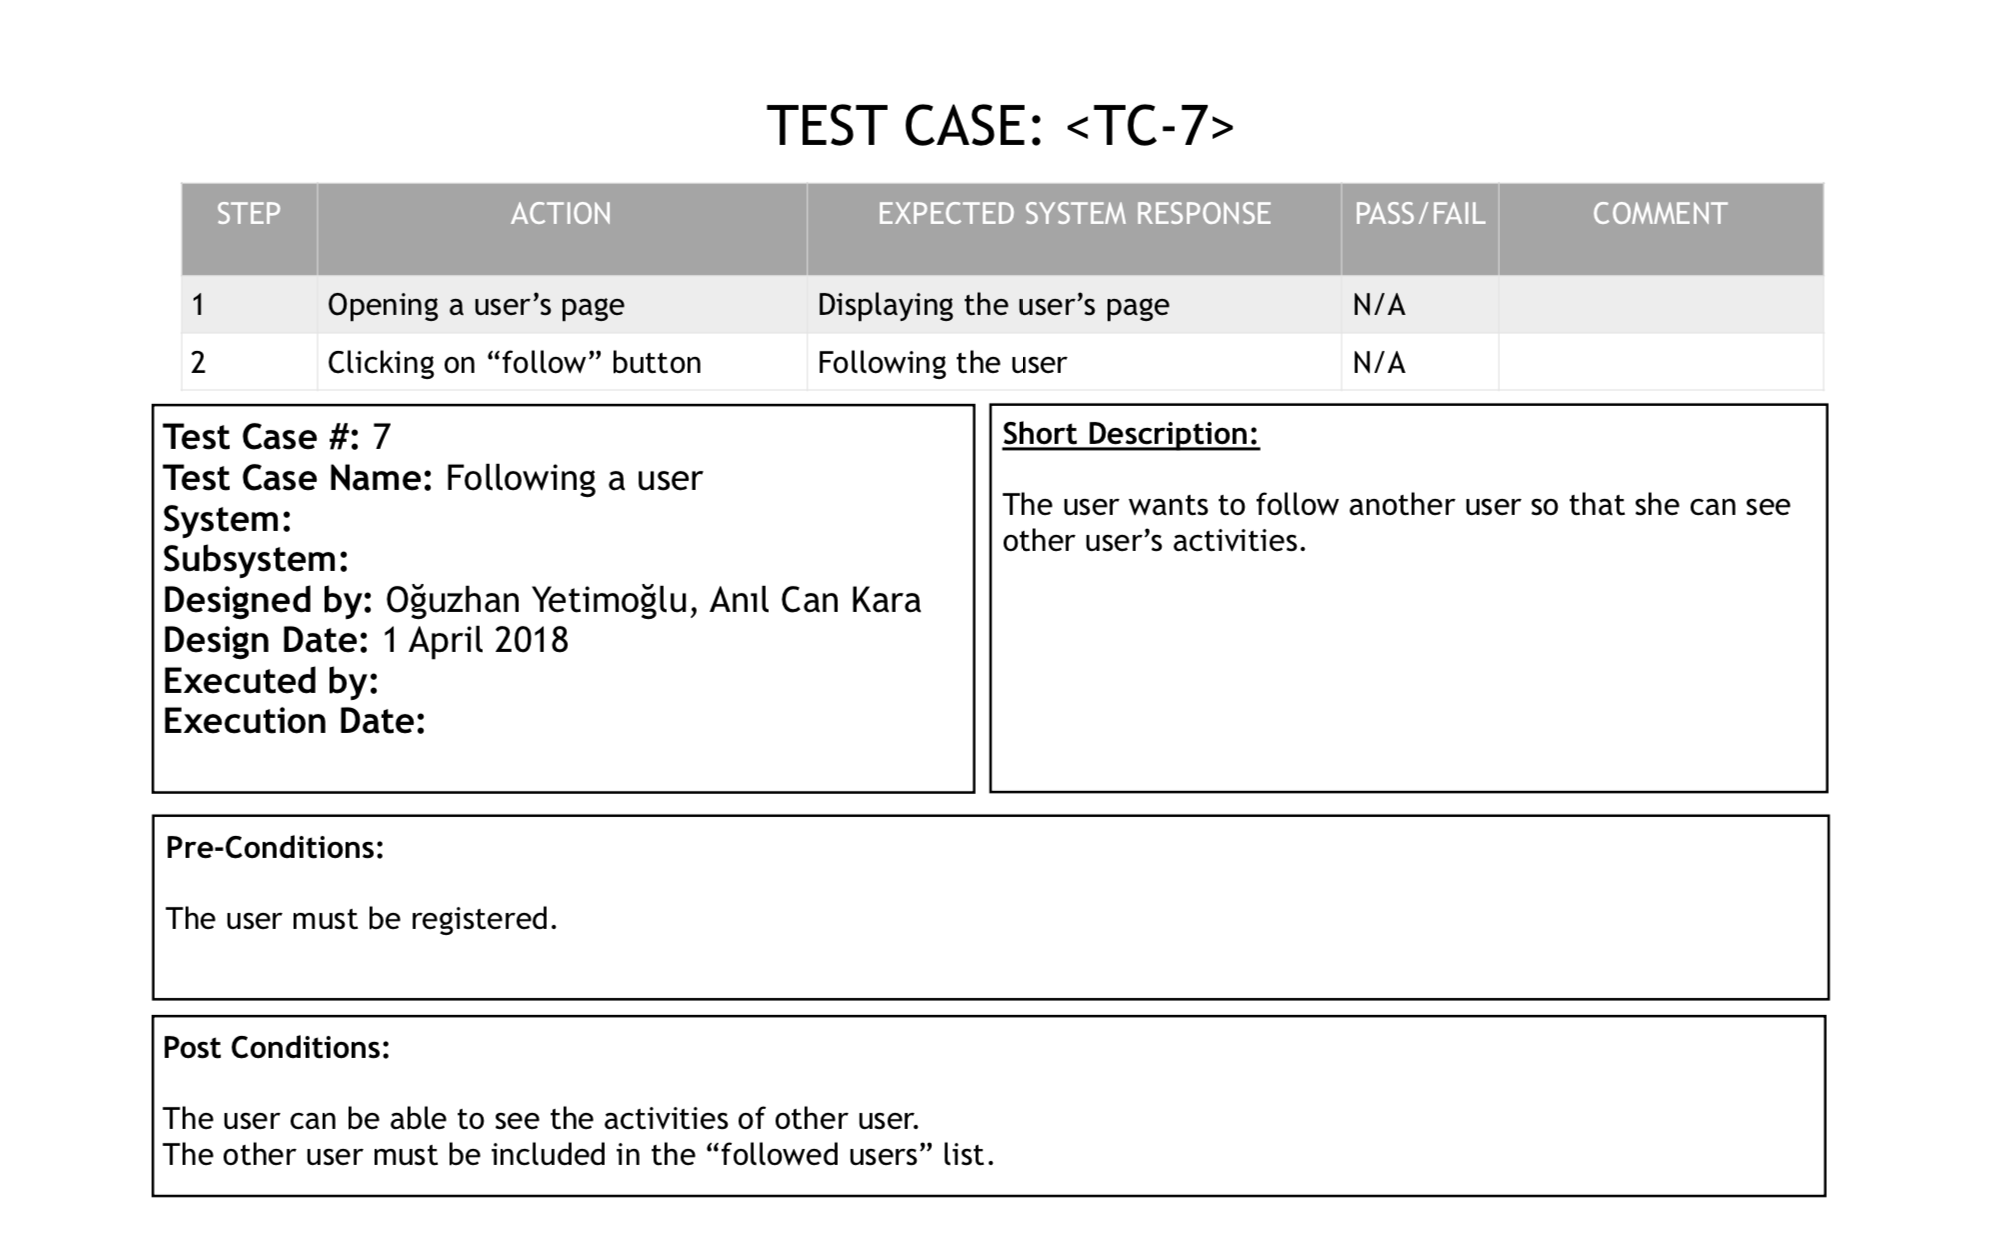 TEST CASE: <TC-7>
STEP ACTION EXPECTED SYSTEM RESPONSE PASS/FAIL COMMENT
1 Opening a user’s page Displaying the user’s page N/A
2 Clicking on “follow” button Following the user N/A
Test Case #: 7
Test Case Name: Following a user
System:
Subsystem:
Designed by: Oğuzhan Yetimoğlu, Anıl Can Kara
Design Date: 1 April 2018
Executed by:
Execution Date:
Short Description:
The user wants to follow another user so that she can see
other user’s activities.
Pre-Conditions:
The user must be registered.
Post Conditions:
The user can be able to see the activities of other user.
The other user must be included in the “followed users” list.